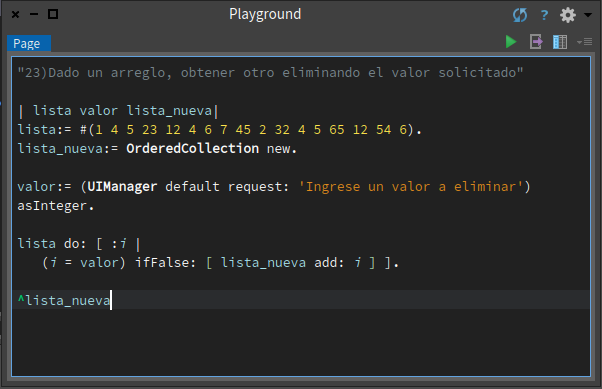 Playground
?
Page
"23)Dado un arreglo, obtener otro eliminando el valor solicitado"
| lista valor lista_nueva|
lista:= #(1 4 5 23 12 4 6 7 45 2 32 4 5 65 12 54 6).
lista_nueva:= OrderedCollection new.
valor:= (UIManager default request: 'Ingrese un valor a eliminar')
asInteger.
lista do: [ :i |
(i = valor) ifFalse: [ lista_nueva add: i ] ].
^lista_nueva